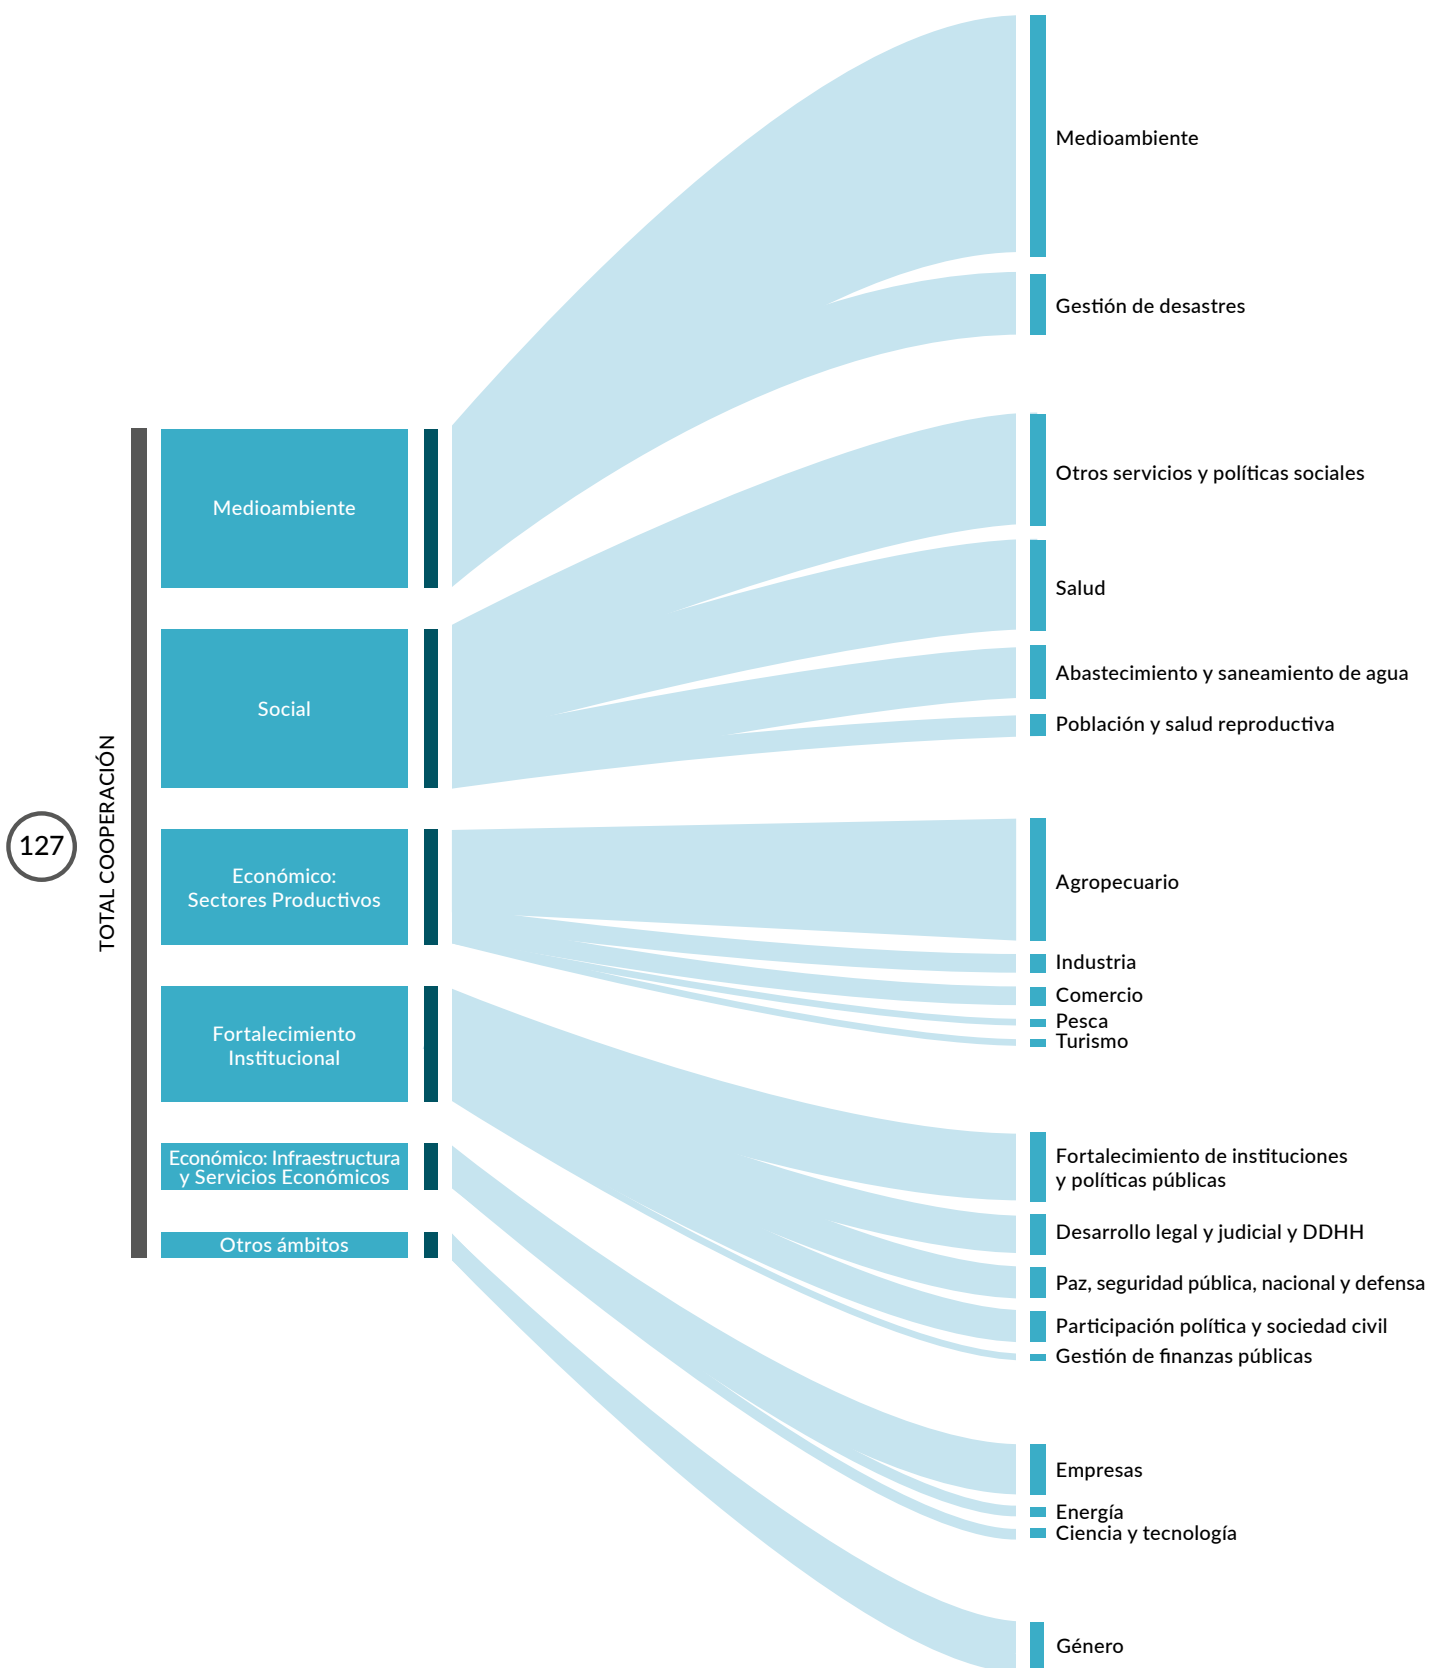 127
TOTAL COOPERACIÓN
Medioambiente
Social
Económico:
Sectores Productivos
Fortalecimiento
Institucional
Económico: Infraestructura
y Servicios Económicos
Otros ámbitos
Medioambiente
Gestión de desastres
Otros servicios y políticas sociales
Salud
Abastecimiento y saneamiento de agua
Población y salud reproductiva
Agropecuario
Industria
Comercio
Pesca
Turismo
Fortalecimiento de instituciones
y políticas públicas
Desarrollo legal y judicial y DDHH
Paz, seguridad pública, nacional y defensa
Participación política y sociedad civil
Gestión de finanzas públicas
Empresas
Energía
Ciencia y tecnología
Género